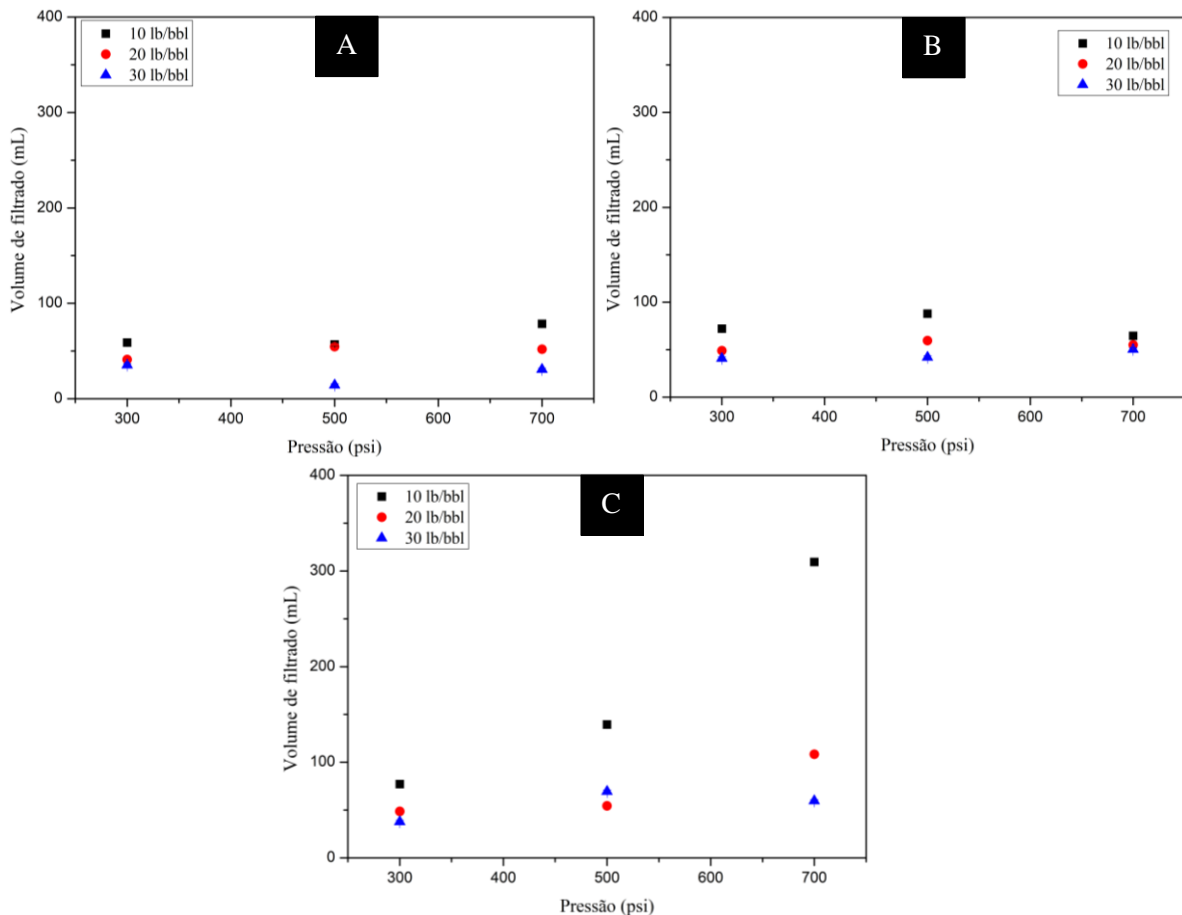 A
10 lb/bbl
20 lb/bbl
30 lb/bbl
Volume de filtrado (mL)
400
300
200
100
0
300 400 500 600 700
Pressão (psi)
B
10 lb/bbl
20 lb/bbl
30 lb/bbl
Volume de filtrado (mL)
400
300
200
100
0
300 400 500 600 700
Pressão (psi)
C
10 lb/bbl
20 lb/bbl
30 lb/bbl
Volume de filtrado (mL)
400
300
200
100
0
300 400 500 600 700
Pressão (psi)